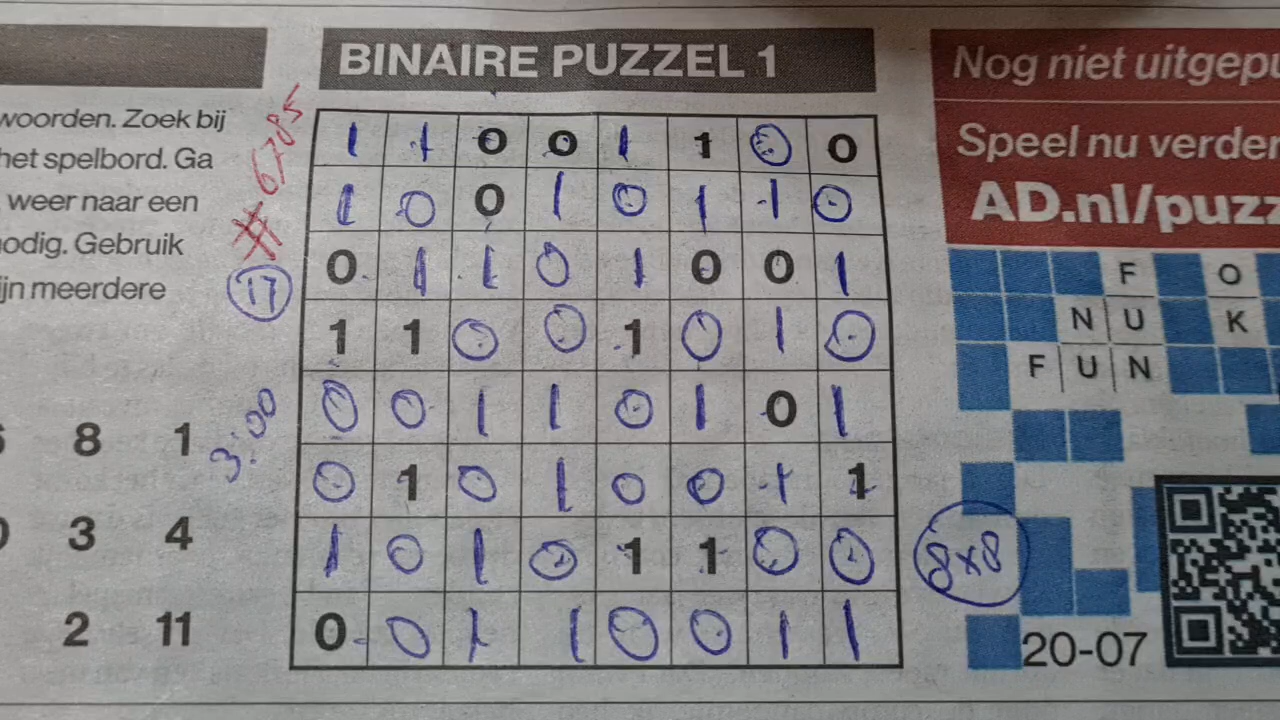 BINAIRE PUZZEL 1
woorden. Zoek bij
het spelbord. Ga
weer naar een
nodig. Gebruik
ijn meerdere
#6785
17
3:00
8 1
3 4
2 11
1 1 0 0 1 1 0 0
1 0 0 1 0 1 1 0
0 1 1 0 1 0 0 1
1 1 0 0 1 0 1 0
0 0 1 1 0 1 0 1
0 1 0 1 0 0 1 1
1 0 1 0 1 1 0 0
0 0 1 1 0 0 1 1
8x8
Nog niet uitgepu
Speel nu verder
AD.nl/puzz
F O
N U K
F U N
20-07